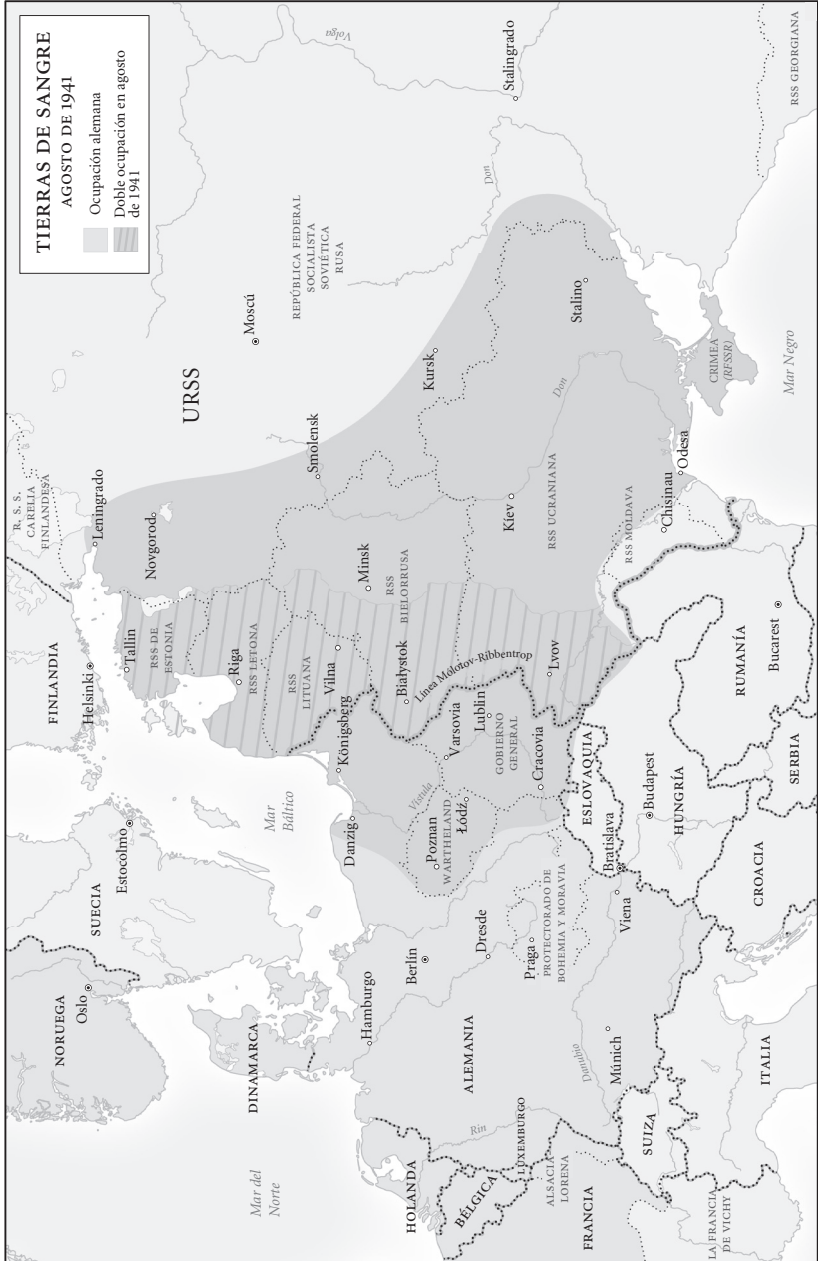 TIERRAS DE SANGRE
AGOSTO DE 1941
Ocupación alemana
Doble ocupación en agosto
de 1941
NORUEGA
Oslo
SUECIA
Estocolmo
FINLANDIA
Helsinki
R. S. S.
CARELIA
FINLANDESA
Leningrado
Novgorod
Tallin
RSS DE
ESTONIA
Mar del
Norte
DINAMARCA
Mar
Báltico
Riga
RSS LETONA
RSS
LITUANA
Vilna
URSS
Moscú
REPÚBLICA FEDERAL
SOCIALISTA
SOVIÉTICA
RUSA
Volga
Smolensk
Königsberg
Danzig
Hamburgo
Minsk
RSS
BIELORRUSA
Białystok
Línea Mólotov-Ribbentrop
HOLANDA
Berlín
Poznan
WARTHELAND
Vístula
Varsovia
Łódź
Lublin
GOBIERNO
GENERAL
Kursk
Don
Stalingrado
BÉLGICA
Rin
ALEMANIA
Dresde
LUXEMBURGO
ALSACIA
LORENA
FRANCIA
Praga
PROTECTORADO DE
BOHEMIA Y MORAVIA
Cracovia
Lvov
Kiev
RSS UCRANIANA
Don
Stalino
Danubio
Múnich
Viena
Bratislava
ESLOVAQUIA
Budapest
HUNGRÍA
RSS MOLDAVA
Chisinau
Odesa
SUIZA
LA FRANCIA
DE VICHY
ITALIA
CROACIA
SERBIA
RUMANÍA
Bucarest
CRIMEA
(RFSSR)
Mar Negro
RSS GEORGIANA